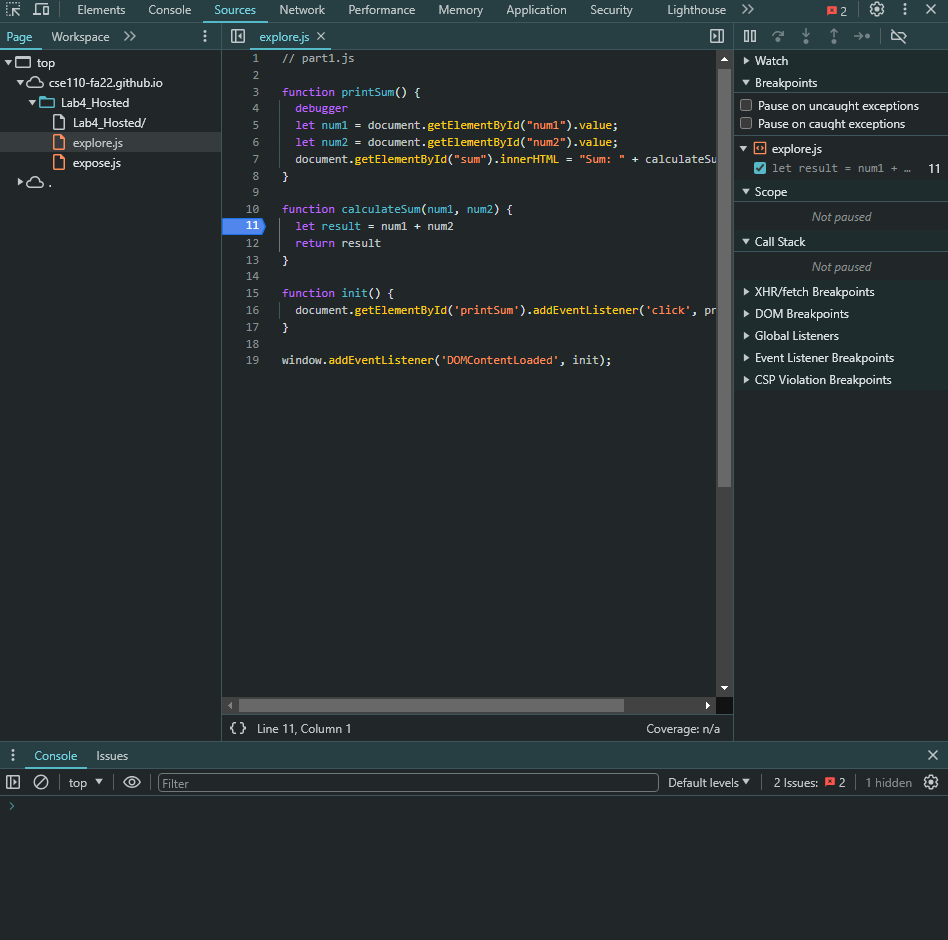 Elements Console Sources Network Performance Memory Application Security Lighthouse 2
Page Workspace
explore.js
top
cse110-fa22.github.io
Lab4_Hosted
Lab4_Hosted/
explore.js
expose.js
.
1 // part1.js
2
3 function printSum() {
4 debugger
5 let num1 = document.getElementById("num1").value;
6 let num2 = document.getElementById("num2").value;
7 document.getElementById("sum").innerHTML = "Sum: " + calculateSu
8 }
9
10 function calculateSum(num1, num2) {
11 let result = num1 + num2
12 return result
13 }
14
15 function init() {
16 document.getElementById('printSum').addEventListener('click', pr
17 }
18
19 window.addEventListener('DOMContentLoaded', init);
{ } Line 11, Column 1 Coverage: n/a
Watch
Breakpoints
Pause on uncaught exceptions
Pause on caught exceptions
explore.js
let result = num1 + … 11
Scope
Not paused
Call Stack
Not paused
XHR/fetch Breakpoints
DOM Breakpoints
Global Listeners
Event Listener Breakpoints
CSP Violation Breakpoints
Console Issues
top Filter Default levels 2 Issues: 2 1 hidden